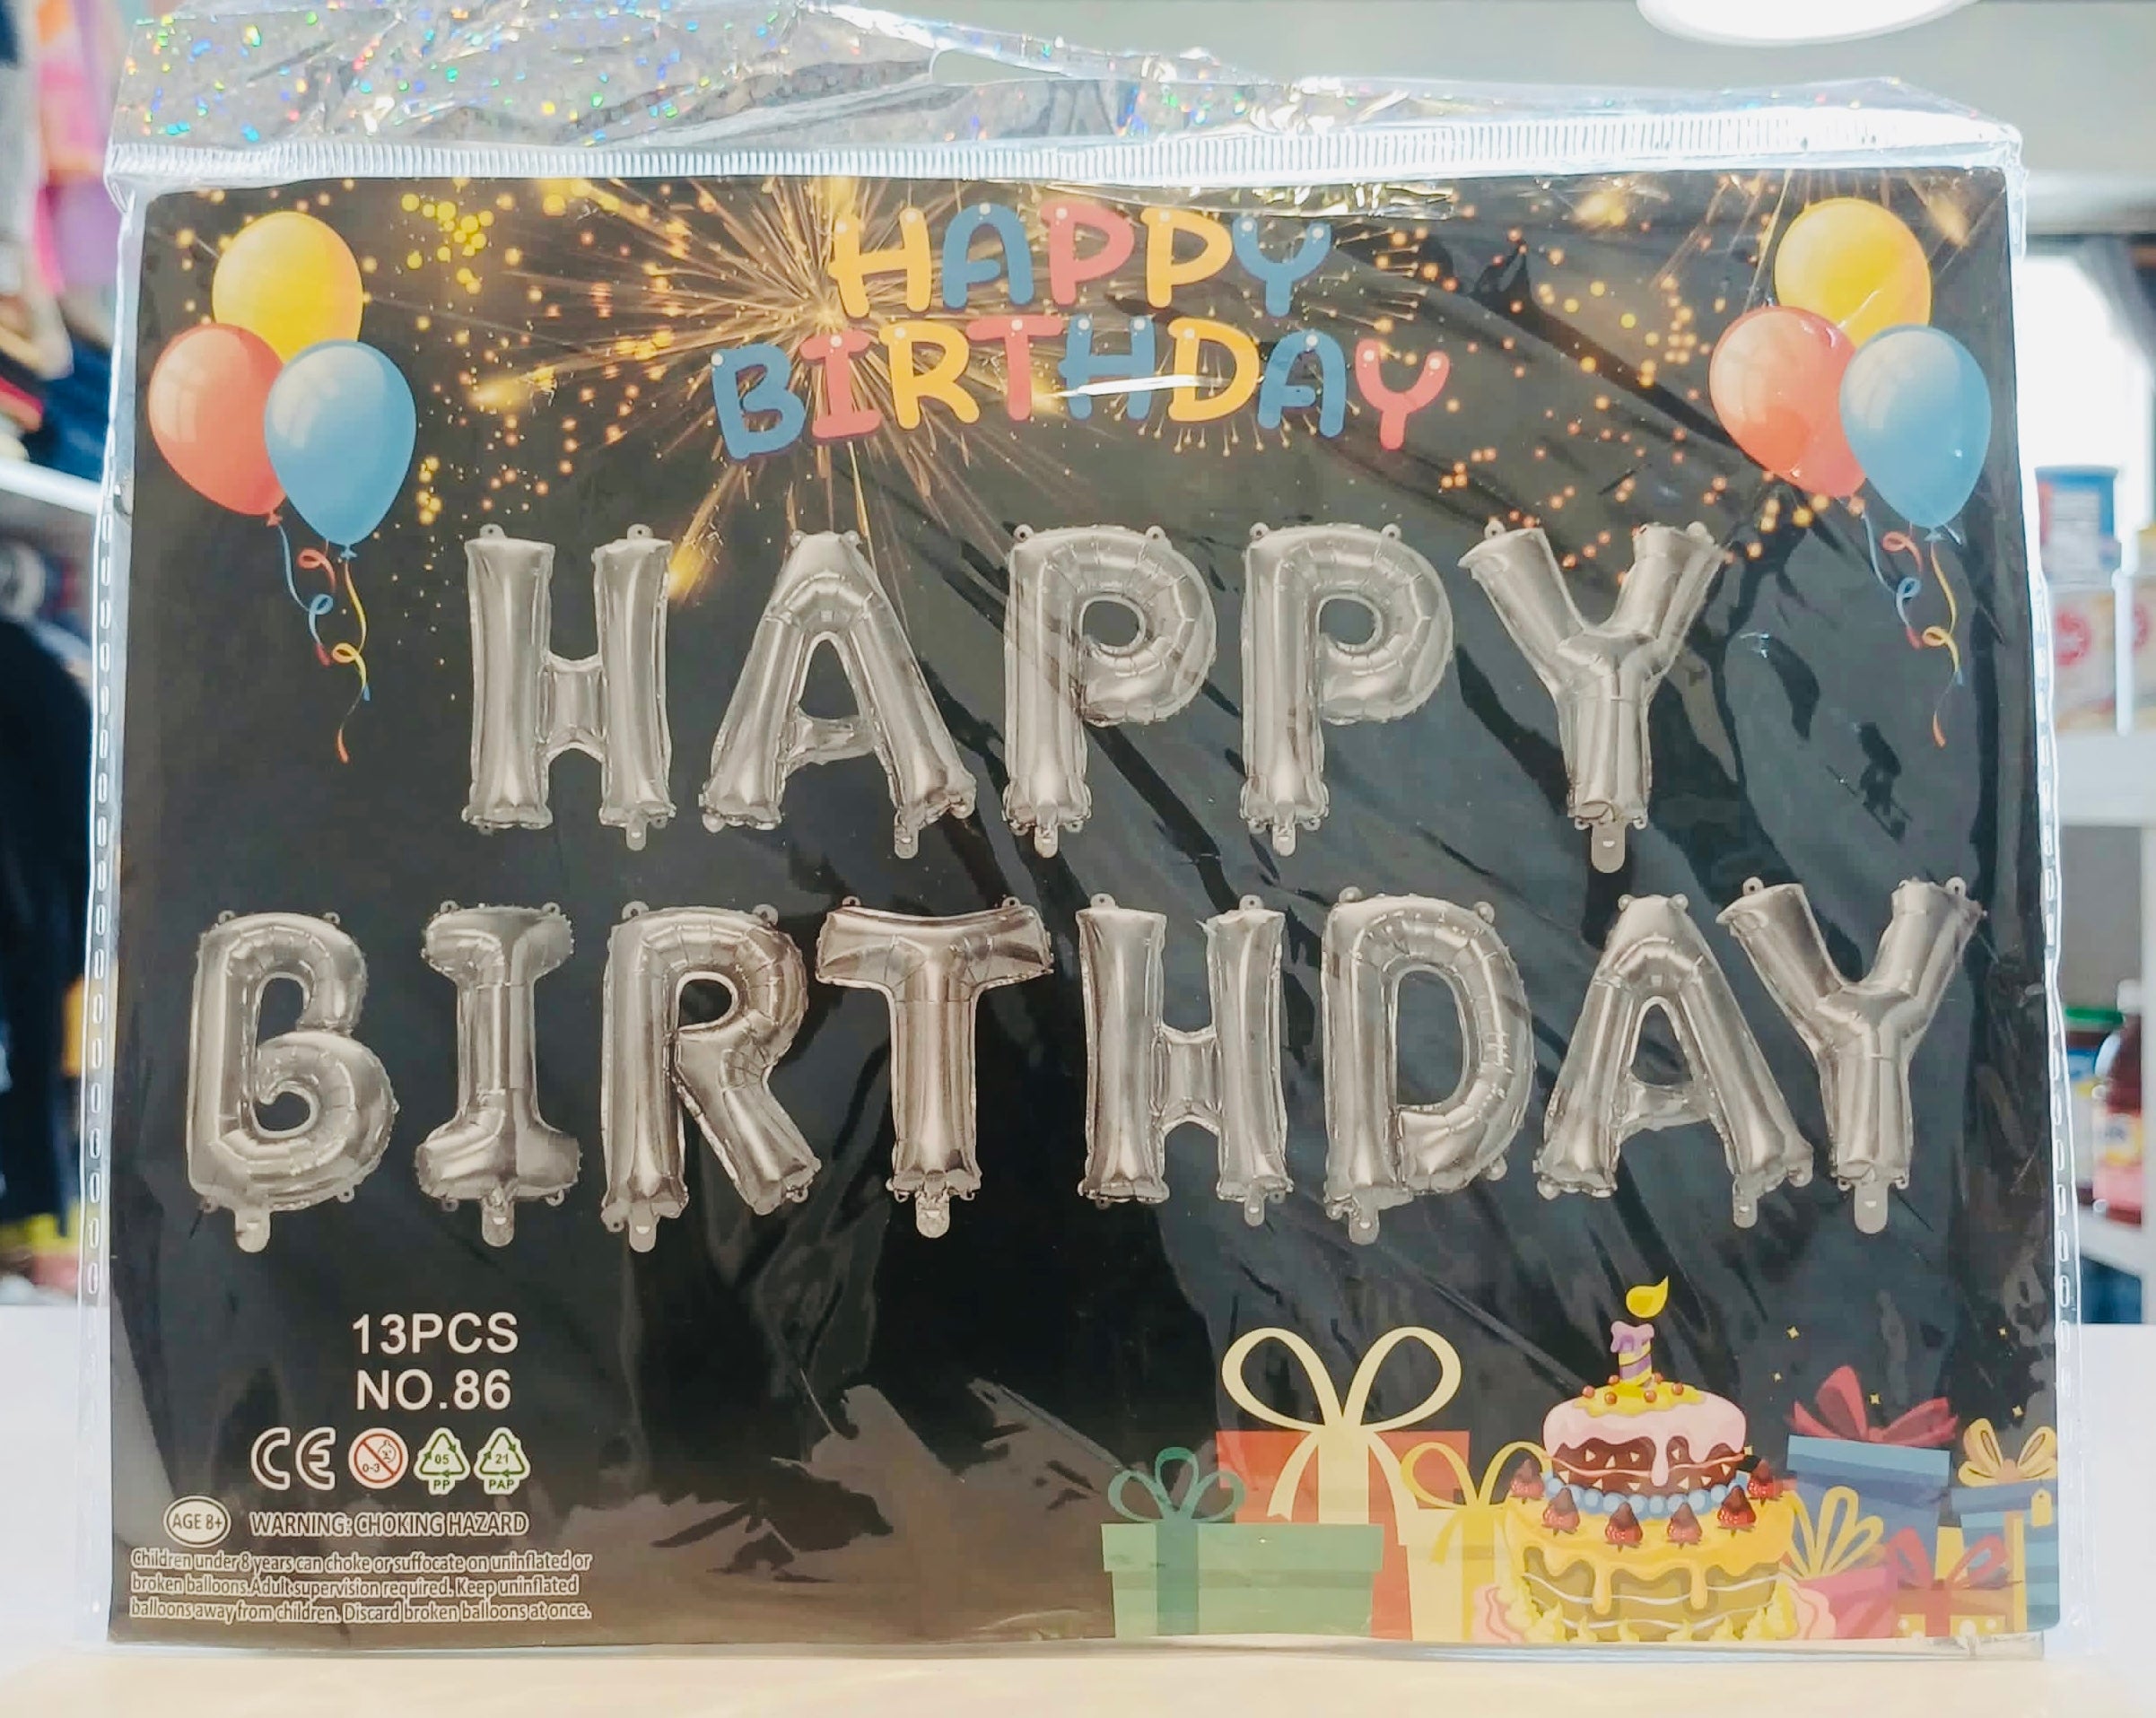 HAPPY
BIRTHDAY
HAPPY
BIRTHDAY
13PCS
NO.86
CE 0-3 05 21
PP PAP
AGE 8+ WARNING: CHOKING HAZARD
Children under 8 years can choke or suffocate on uninflated or
broken balloons.Adult supervision required. Keep uninflated
balloons away from children. Discard broken balloons at once.